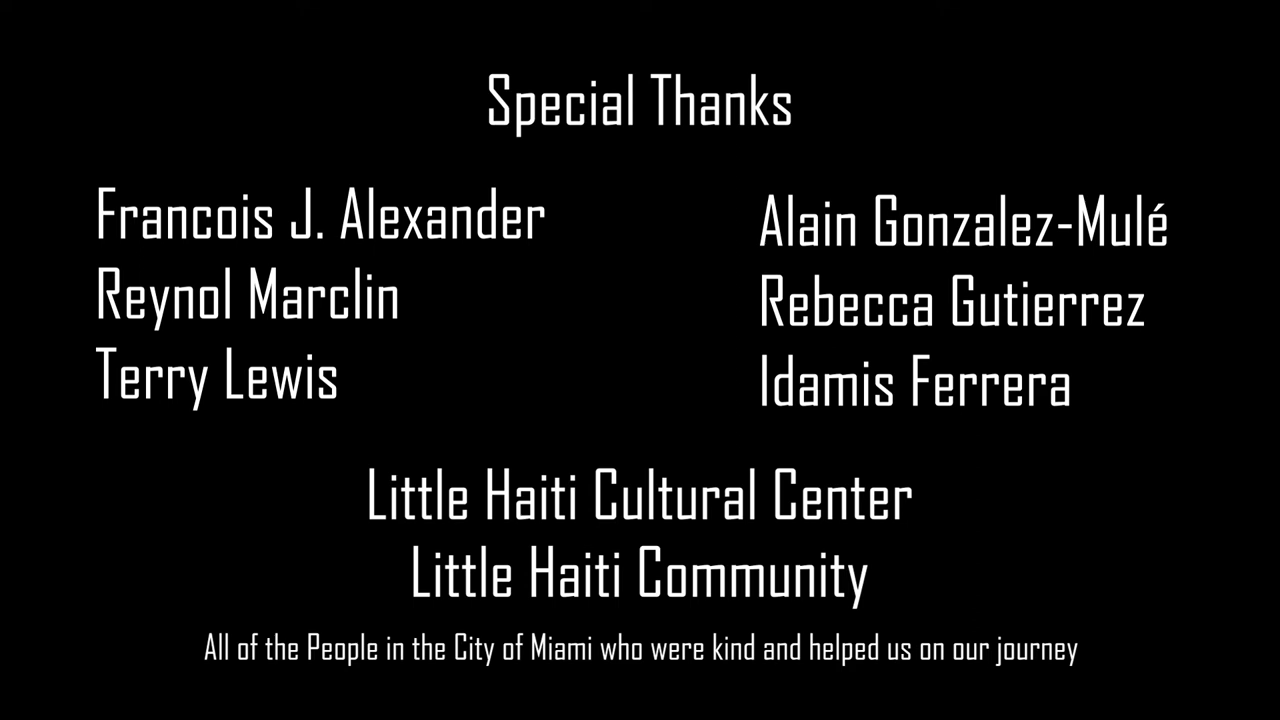 Special Thanks
Francois J. Alexander
Reynol Marclin
Terry Lewis
Alain Gonzalez-Mulé
Rebecca Gutierrez
Idamis Ferrera
Little Haiti Cultural Center
Little Haiti Community
All of the People in the City of Miami who were kind and helped us on our journey